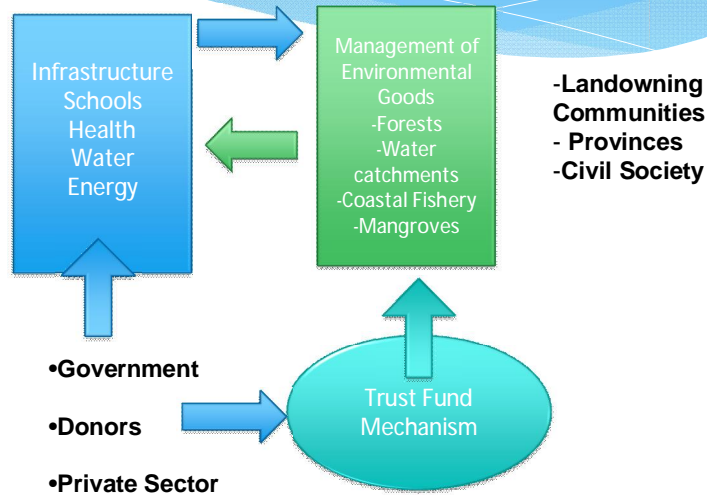 Infrastructure
Schools
Health
Water
Energy
Management of
Environmental
Goods
-Forests
-Water
catchments
-Coastal Fishery
-Mangroves
-Landowning
Communities
- Provinces
-Civil Society
•Government
•Donors
•Private Sector
Trust Fund
Mechanism